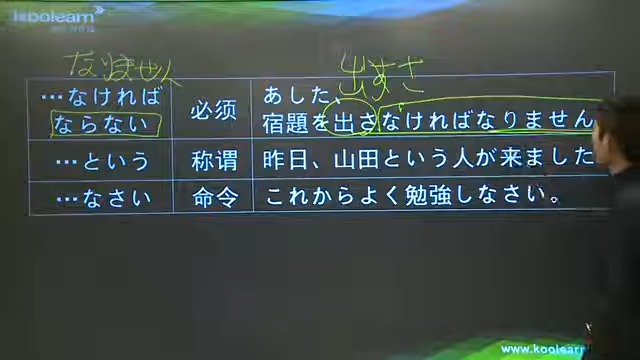 koolearn
なりません
出すさ
…なければ
ならない
必须
あした、
宿題を出さなければなりません
…という
称谓
昨日、山田という人が来ました
…なさい
命令
これからよく勉強しなさい。
www.koolearn